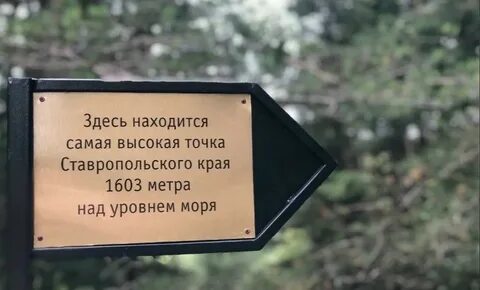 Здесь находится
самая высокая точка
Ставропольского края
1603 метра
над уровнем моря